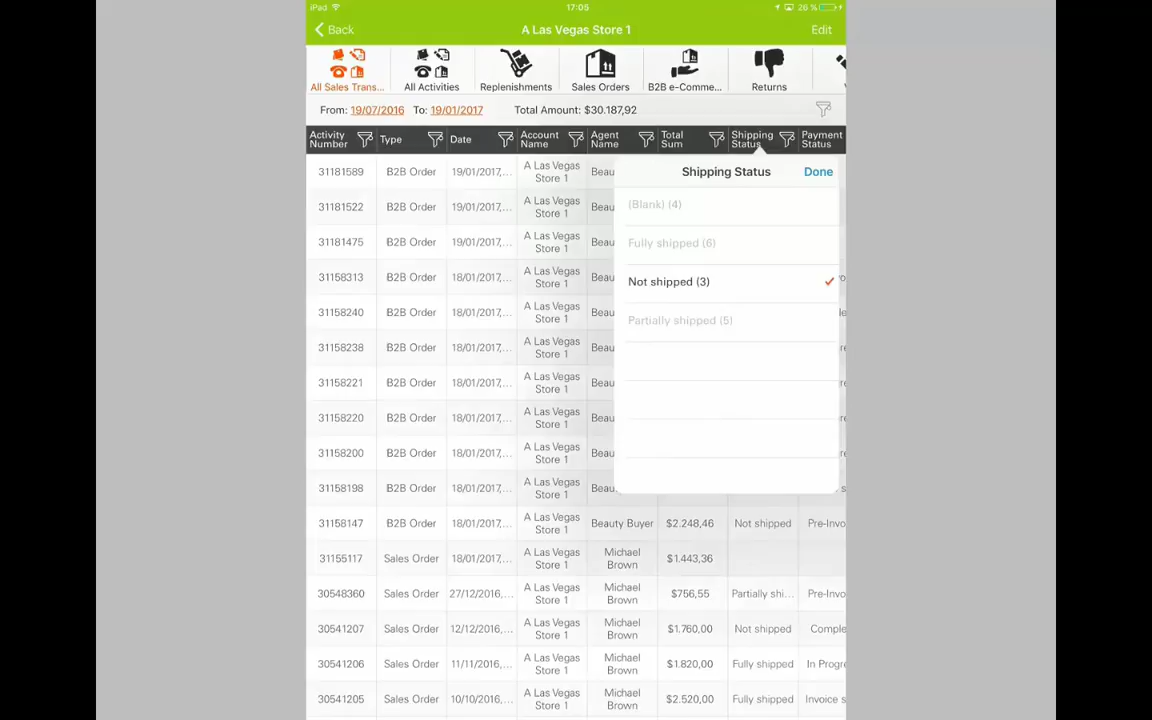 iPad 17:05 26 %
Back A Las Vegas Store 1 Edit
All Sales Trans... All Activities Replenishments Sales Orders B2B e-Comme... Returns
From: 19/07/2016 To: 19/01/2017 Total Amount: $30.187,92
Activity Number Type Date Account Name Agent Name Total Sum Shipping Status Payment Status
Shipping Status Done
(Blank) (4)
Fully shipped (6)
Not shipped (3)
Partially shipped (5)
31181589 B2B Order 19/01/2017,... A Las Vegas Store 1 Beau
31181522 B2B Order 19/01/2017,... A Las Vegas Store 1 Beau
31181475 B2B Order 19/01/2017,... A Las Vegas Store 1 Beau
31158313 B2B Order 18/01/2017,... A Las Vegas Store 1 Beau
31158240 B2B Order 18/01/2017,... A Las Vegas Store 1 Beau
31158238 B2B Order 18/01/2017,... A Las Vegas Store 1 Beau
31158221 B2B Order 18/01/2017,... A Las Vegas Store 1 Beau
31158220 B2B Order 18/01/2017,... A Las Vegas Store 1 Beau
31158200 B2B Order 18/01/2017,... A Las Vegas Store 1 Beau
31158198 B2B Order 18/01/2017,... A Las Vegas Store 1 Beau
31158147 B2B Order 18/01/2017,... A Las Vegas Store 1 Beauty Buyer $2.248,46 Not shipped Pre-Invo
31155117 Sales Order 18/01/2017,... A Las Vegas Store 1 Michael Brown $1.443,36
30548360 Sales Order 27/12/2016,... A Las Vegas Store 1 Michael Brown $756,55 Partially shi... Pre-Invo
30541207 Sales Order 12/12/2016,... A Las Vegas Store 1 Michael Brown $1.760,00 Not shipped Comple
30541206 Sales Order 11/11/2016,... A Las Vegas Store 1 Michael Brown $1.820,00 Fully shipped In Progr
30541205 Sales Order 10/10/2016,... A Las Vegas Store 1 Michael Brown $2.520,00 Fully shipped Invoice s